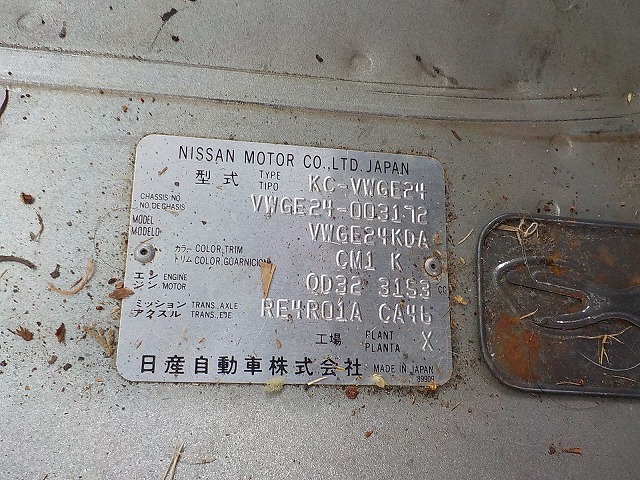 NISSAN MOTOR CO.,LTD. JAPAN
型式 TYPE TIPO KC-VWGE24
CHASSIS NO. NO. DE CHASIS VWGE24-003172
MODEL MODELO VWGE24KDA
カラー COLOR, TRIM トリム COLOR, GUARNICION CM1 K
エンジン ENGINE MOTOR QD32 3153 CC
ミッション アクスル TRANS., AXLE TRANS., EJE RE4R01A CA46
工場 PLANT PLANTA X
日産自動車株式会社 MADE IN JAPAN
89909